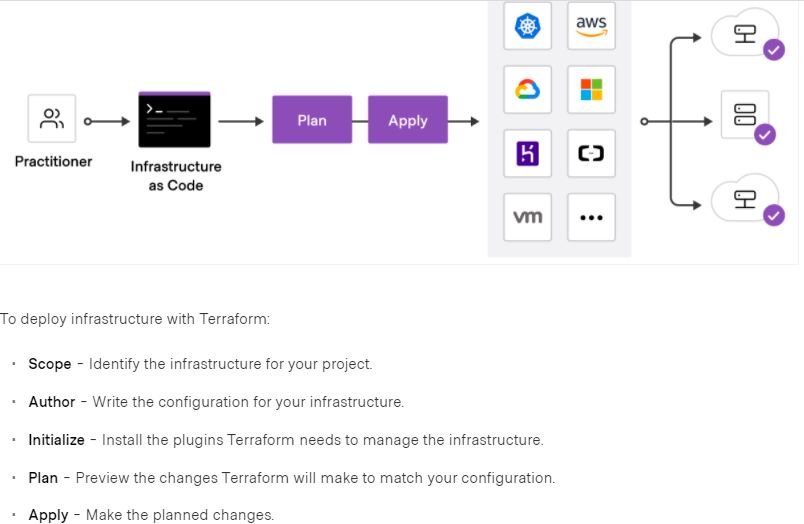 aws
Plan
Apply
Practitioner
Infrastructure
as Code
vm
To deploy infrastructure with Terraform:
Scope - Identify the infrastructure for your project.
Author - Write the configuration for your infrastructure.
Initialize - Install the plugins Terraform needs to manage the infrastructure.
Plan - Preview the changes Terraform will make to match your configuration.
Apply - Make the planned changes.